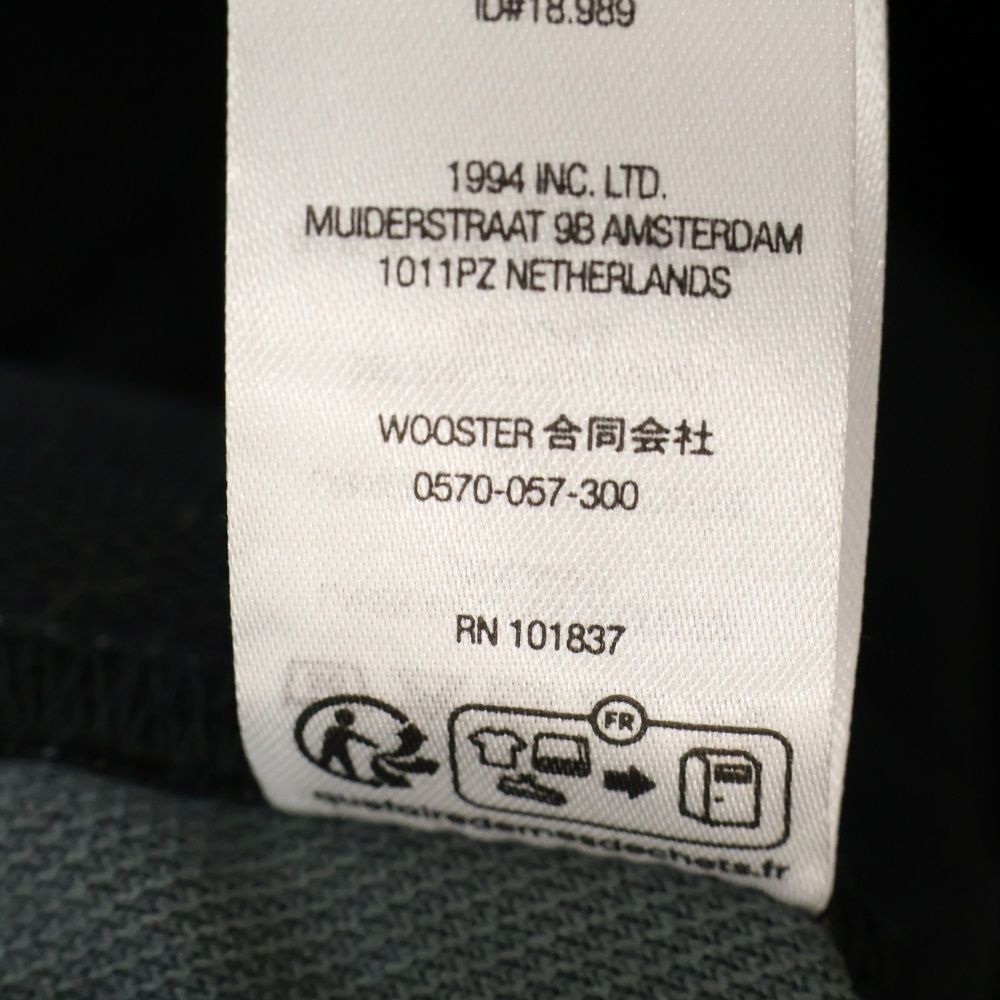 ID#18.989
1994 INC. LTD.
MUIDERSTRAAT 9B AMSTERDAM
1011PZ NETHERLANDS
WOOSTER 合同会社
0570-057-300
RN 101837
FR
quefairedemesdechets.fr